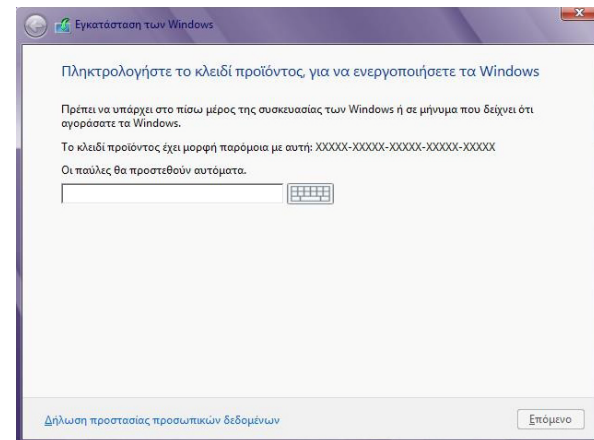 Εγκατάσταση των Windows
Πληκτρολογήστε το κλειδί προϊόντος, για να ενεργοποιήσετε τα Windows
Πρέπει να υπάρχει στο πίσω μέρος της συσκευασίας των Windows ή σε μήνυμα που δείχνει ότι
αγοράσατε τα Windows.
Το κλειδί προϊόντος έχει μορφή παρόμοια με αυτή: XXXXX-XXXXX-XXXXX-XXXXX-XXXXX
Οι παύλες θα προστεθούν αυτόματα.
Δήλωση προστασίας προσωπικών δεδομένων
Επόμενο